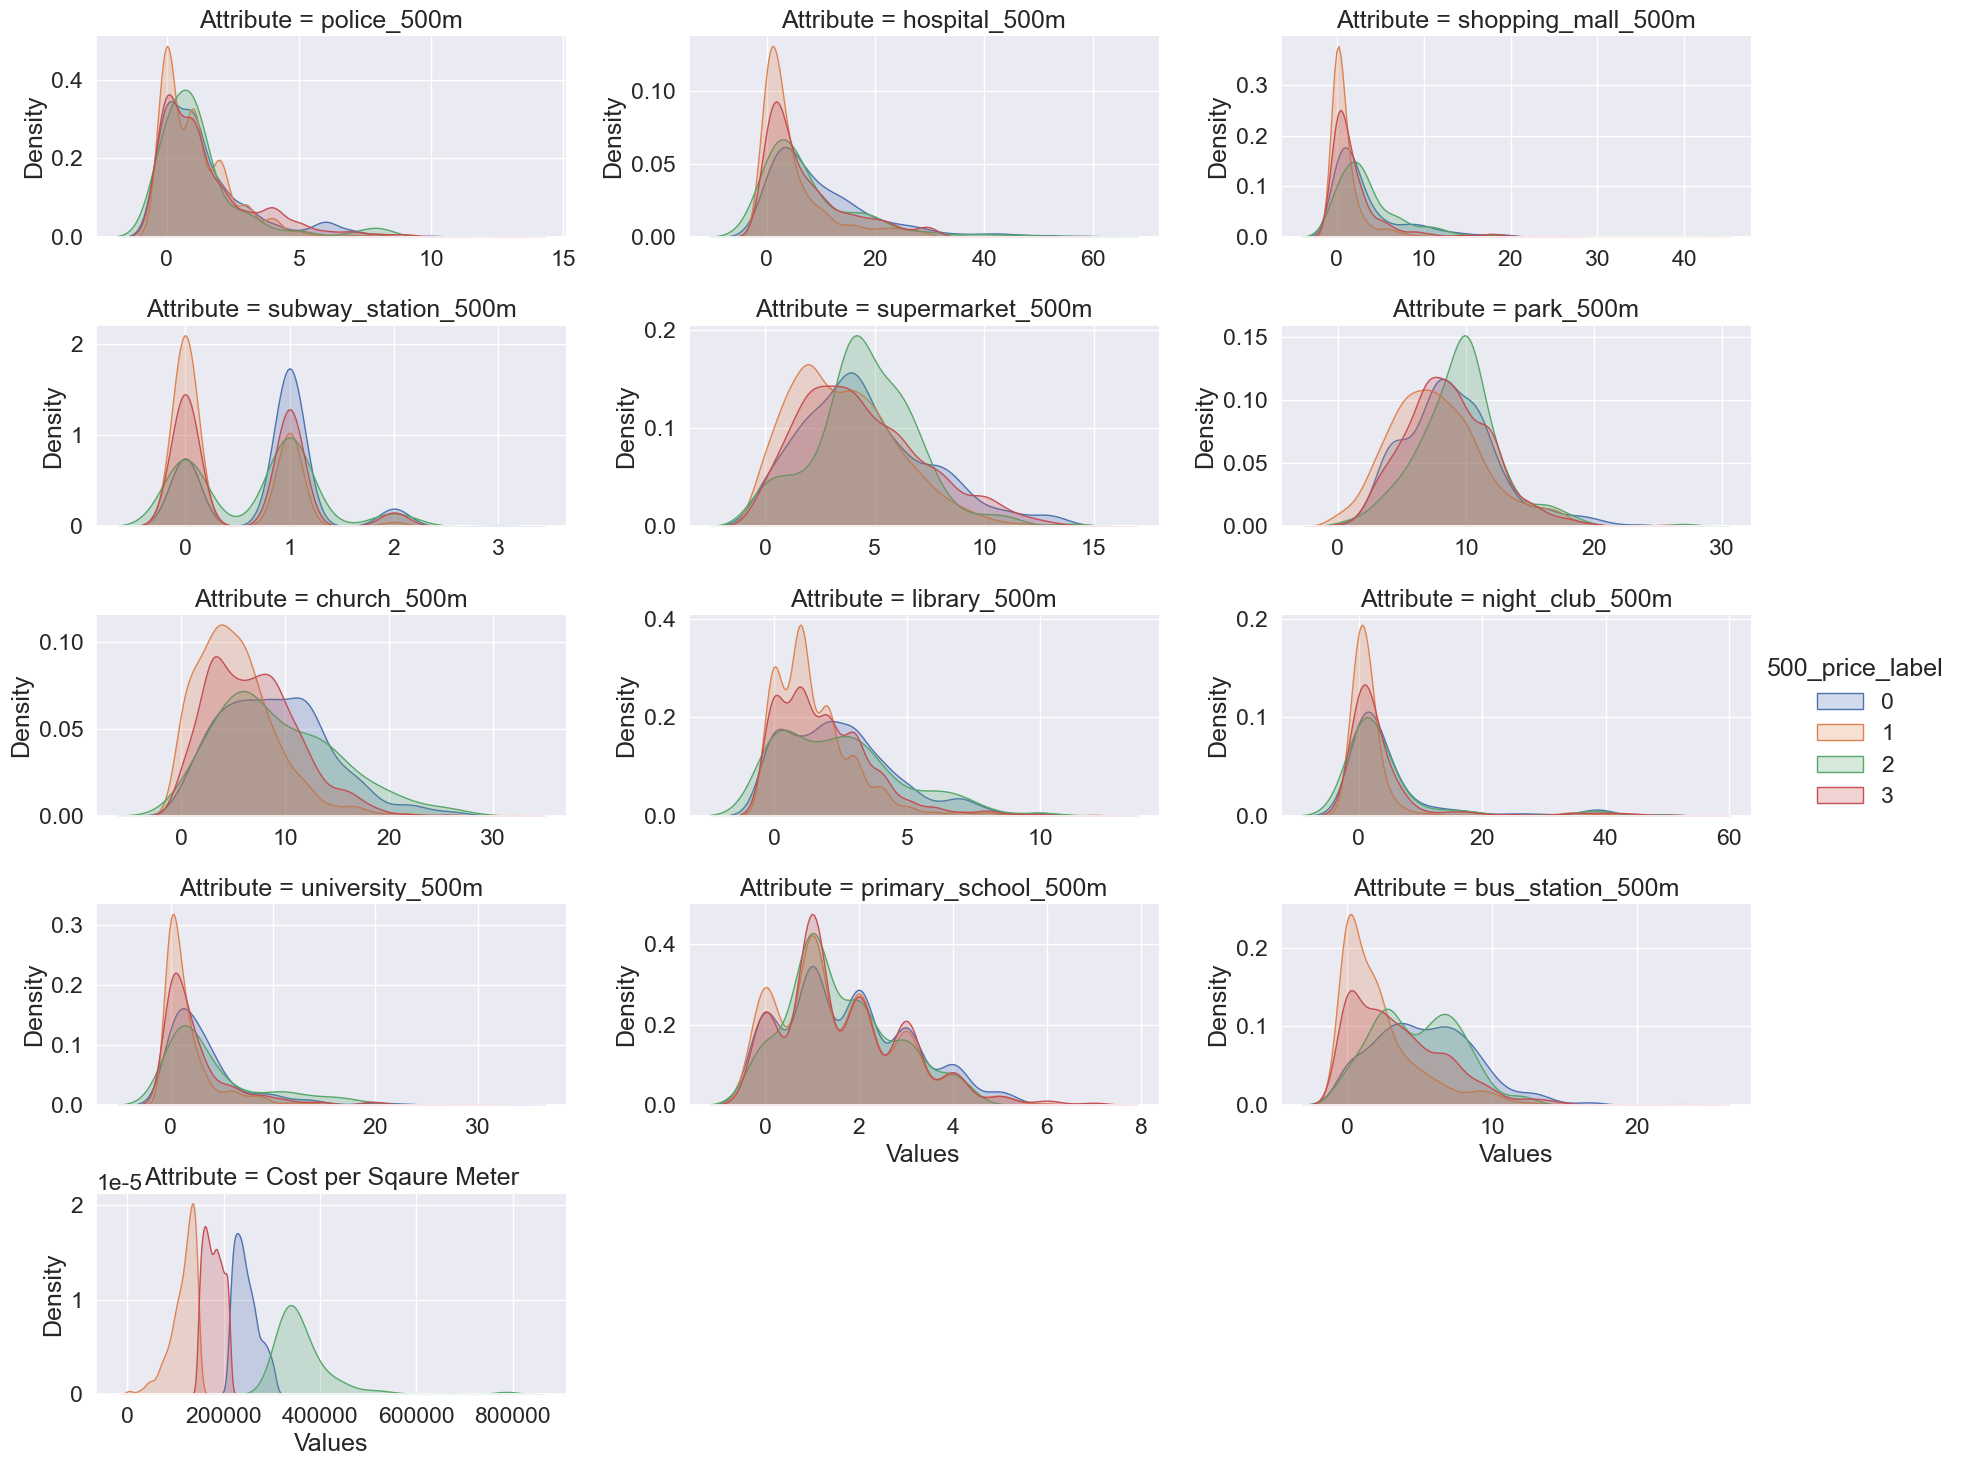 Attribute = police_500m
Attribute = hospital_500m
Attribute = shopping_mall_500m
Density
0.4
0.2
0.0
0 5 10 15
Density
0.10
0.05
0.00
0 20 40 60
Density
0.3
0.2
0.1
0.0
0 10 20 30 40
Attribute = subway_station_500m
Attribute = supermarket_500m
Attribute = park_500m
Density
2
1
0
0 1 2 3
Density
0.2
0.1
0.0
0 5 10 15
Density
0.15
0.10
0.05
0.00
0 10 20 30
Attribute = church_500m
Attribute = library_500m
Attribute = night_club_500m
Density
0.10
0.05
0.00
0 10 20 30
Density
0.4
0.2
0.0
0 5 10
Density
0.2
0.1
0.0
0 20 40 60
500_price_label
0
1
2
3
Attribute = university_500m
Attribute = primary_school_500m
Attribute = bus_station_500m
Density
0.3
0.2
0.1
0.0
0 10 20 30
Density
0.4
0.2
0.0
0 2 4 6 8
Values
Density
0.2
0.1
0.0
0 10 20
Values
1e-5
Attribute = Cost per Sqaure Meter
Density
2
1
0
0 200000 400000 600000 800000
Values